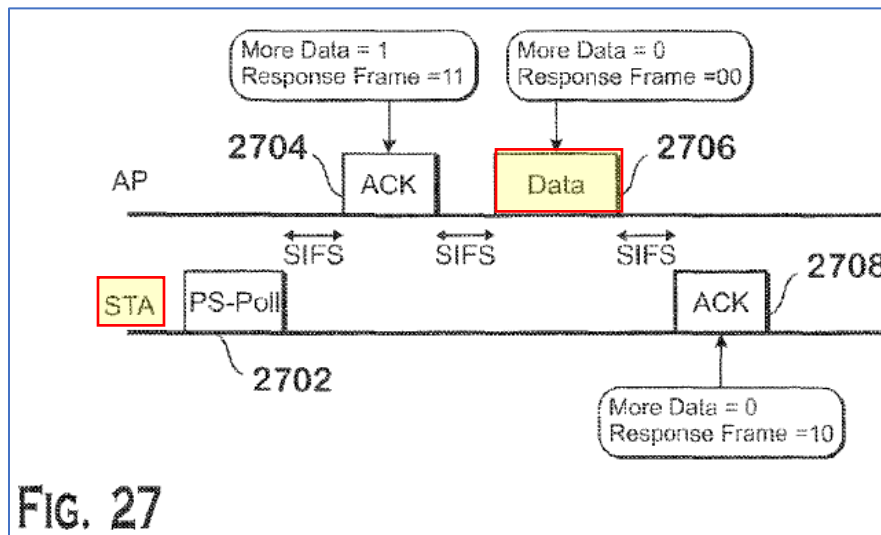 More Data = 1
Response Frame =11
More Data = 0
Response Frame =00
2704
2706
AP
ACK
Data
SIFS
SIFS
SIFS
2708
STA
PS-Poll
ACK
2702
More Data = 0
Response Frame =10
FIG. 27